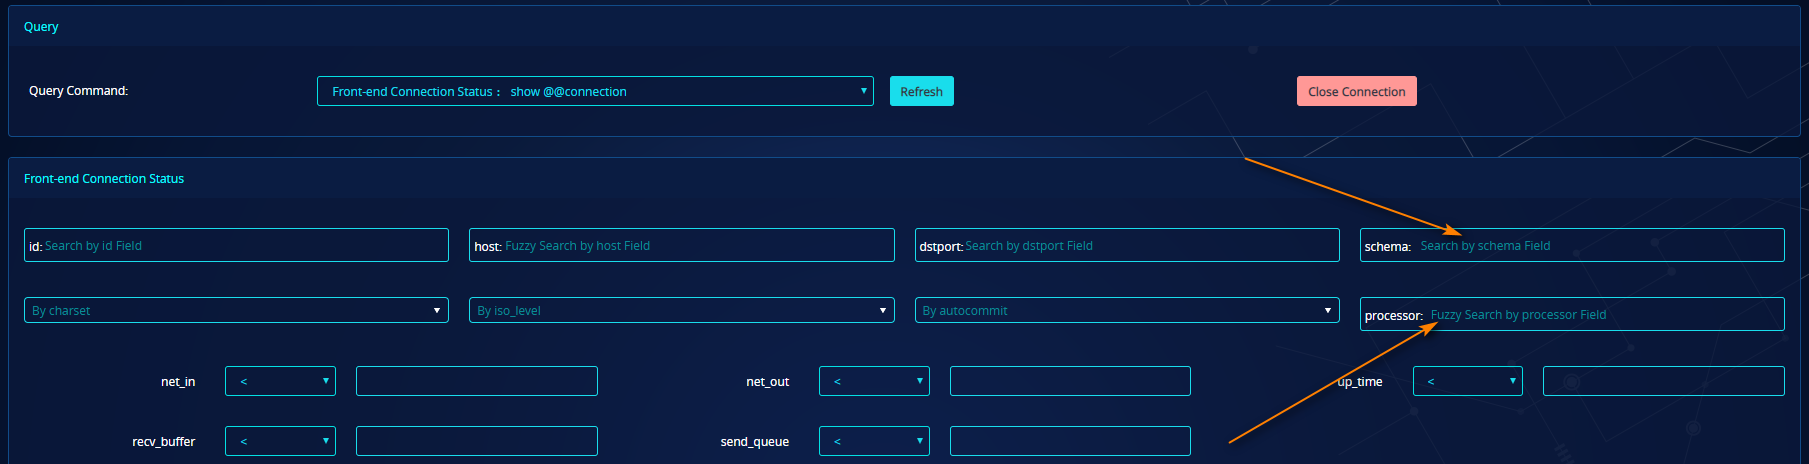 Query
Query Command: Front-end Connection Status : show @@connection Refresh Close Connection
Front-end Connection Status
id: Search by id Field host: Fuzzy Search by host Field dstport: Search by dstport Field schema: Search by schema Field
By charset By iso_level By autocommit processor: Fuzzy Search by processor Field
net_in < net_out < up_time <
recv_buffer < send_queue <